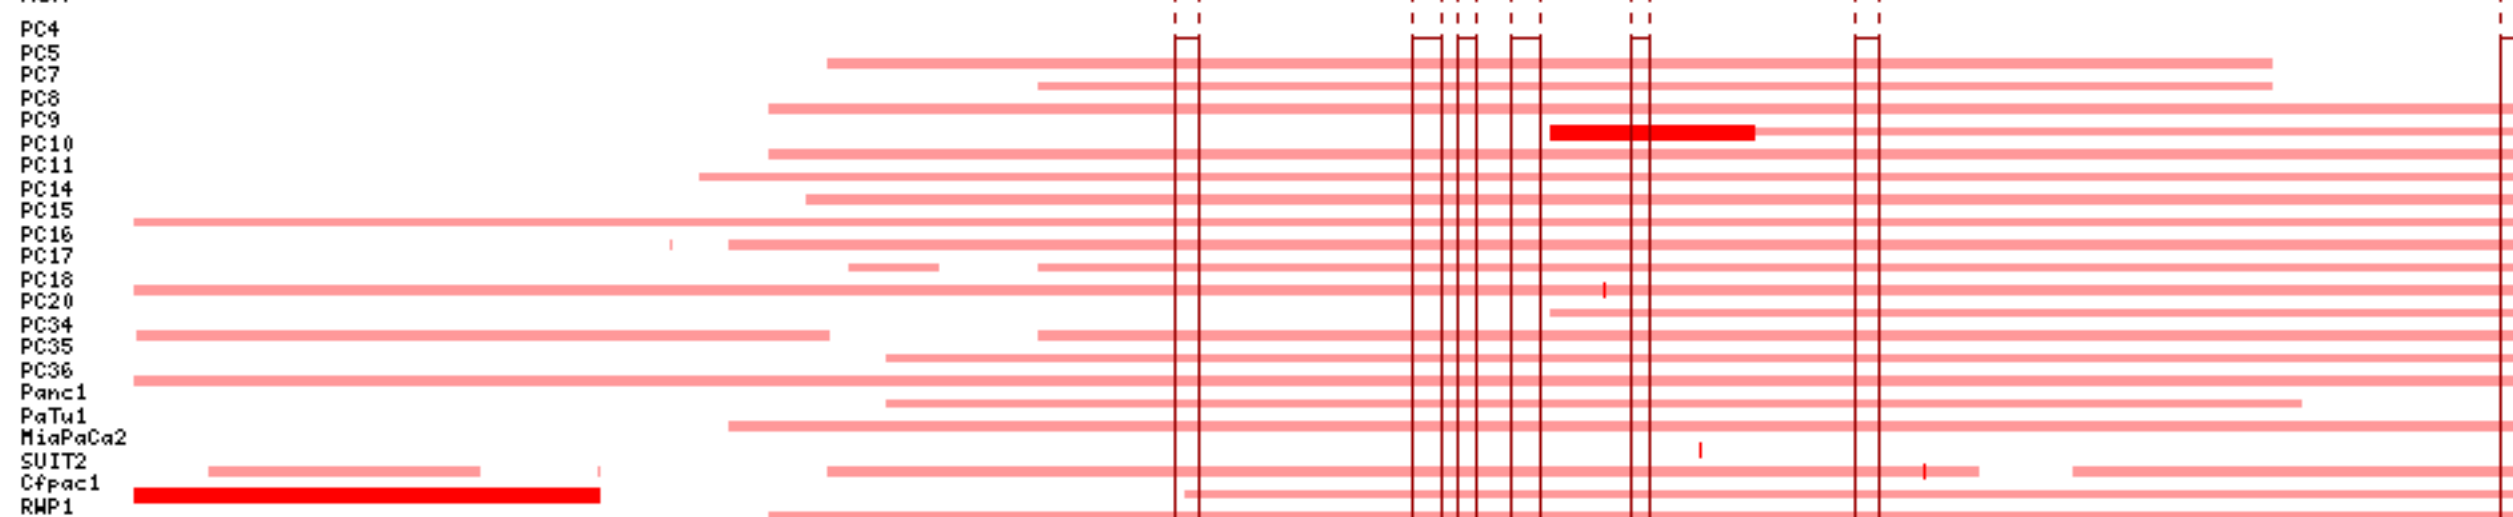 PC4
PC5
PC7
PC8
PC9
PC10
PC11
PC14
PC15
PC16
PC17
PC18
PC20
PC34
PC35
PC36
Panc1
PaTu1
MiaPaCa2
SUIT2
Cfpac1
RWP1